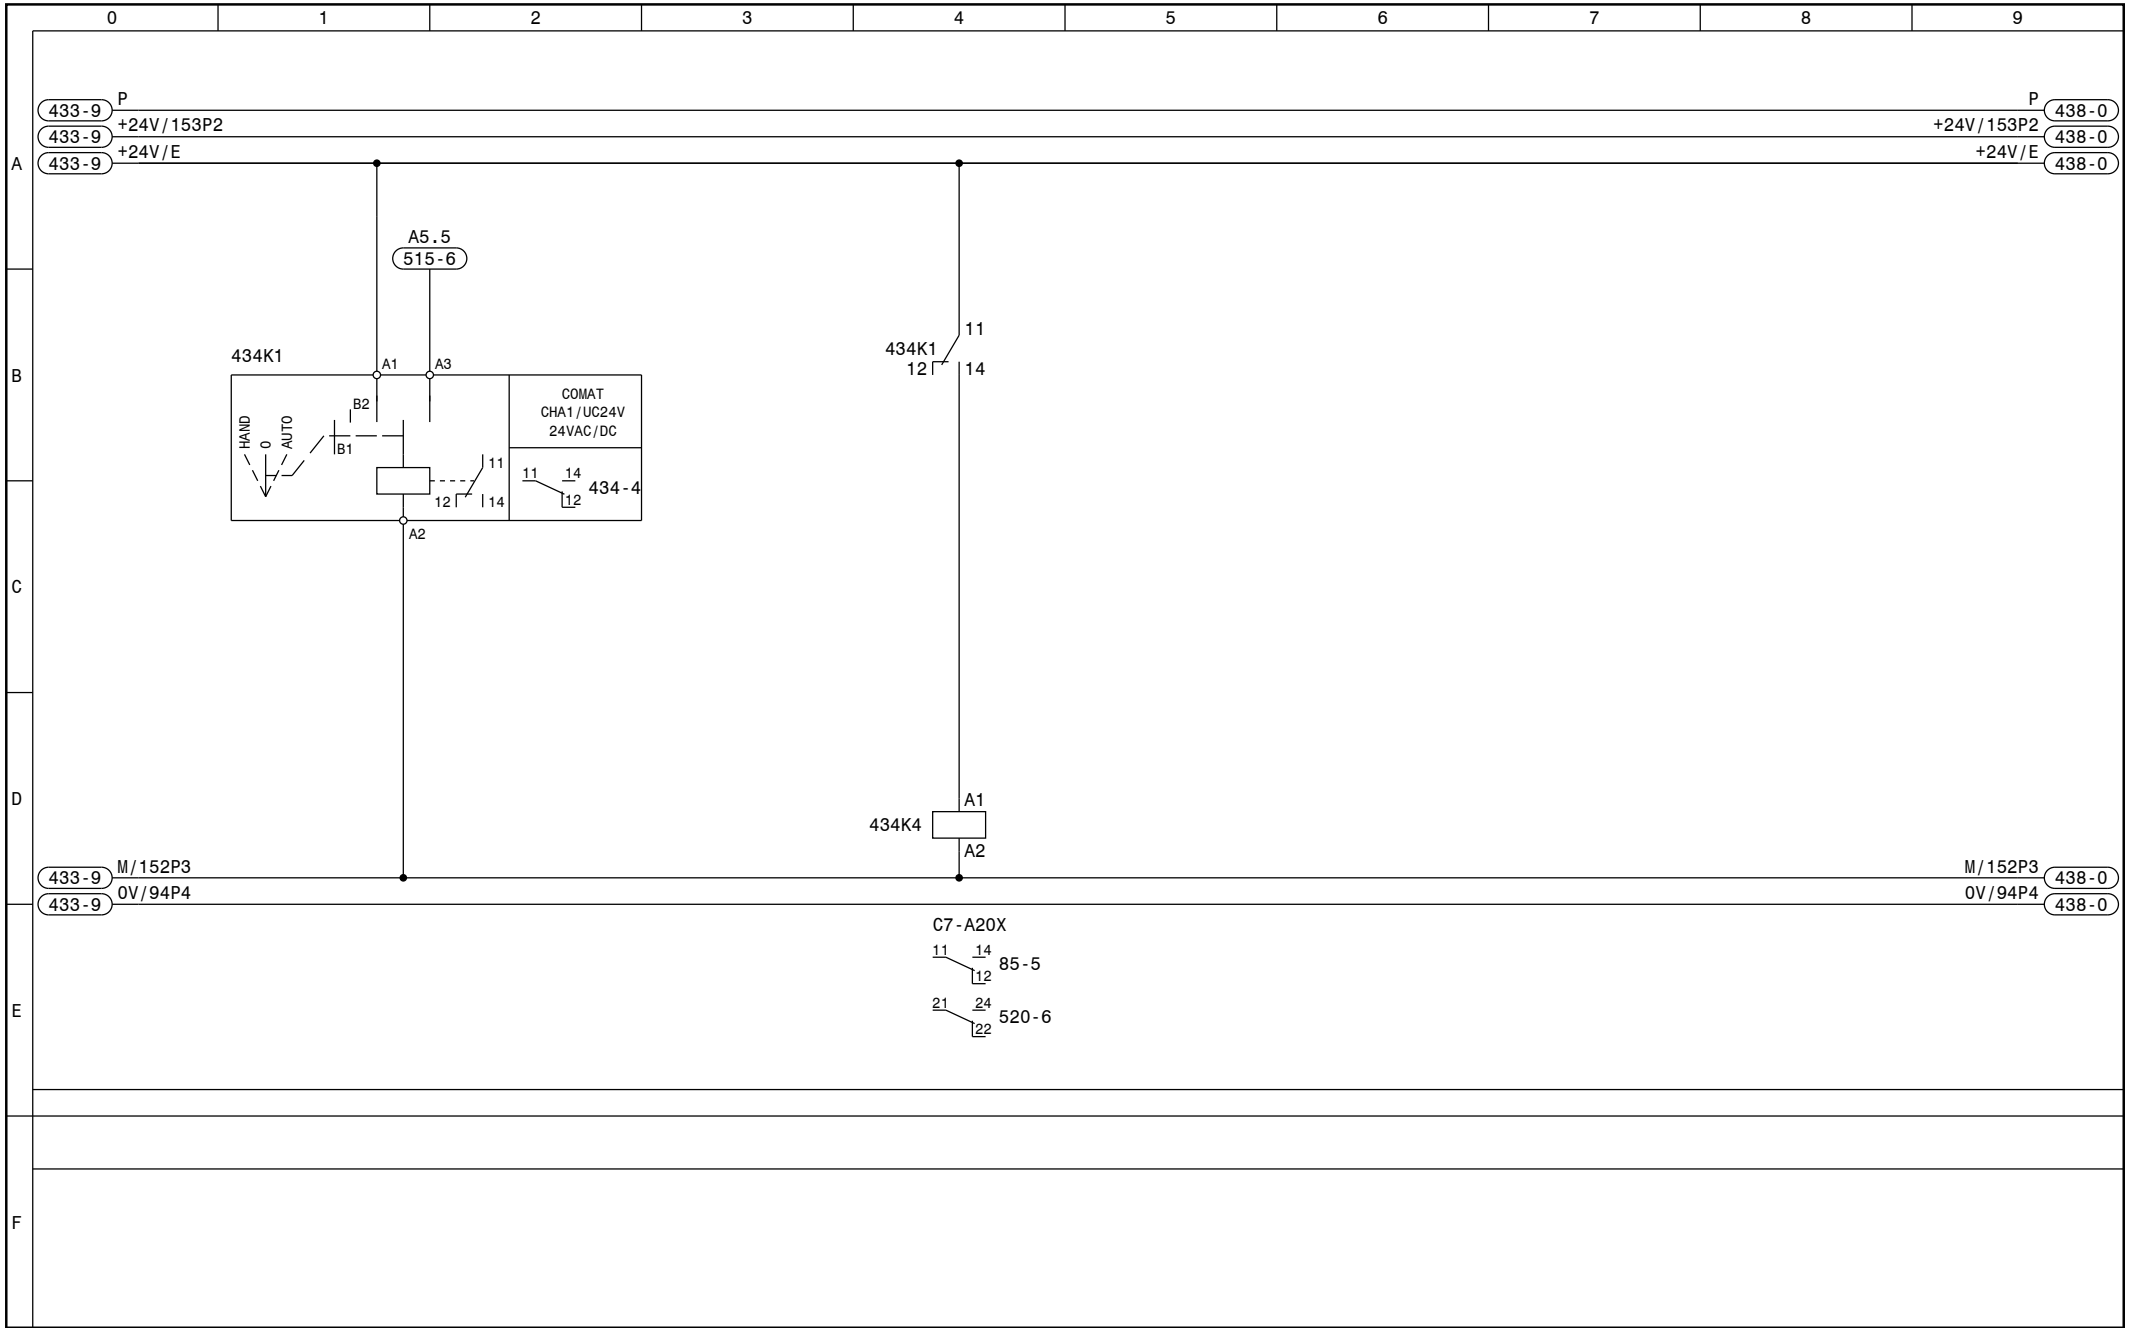 0 1 2 3 4 5 6 7 8 9
P P
433-9 438-0
+24V/153P2 +24V/153P2
433-9 438-0
+24V/E +24V/E
A 433-9 438-0
A5.5
515-6
11
434K1 434K1
12 14
B A1 A3
COMAT
B2
CHA1/UC24V
HAND 0 AUTO 24VAC/DC
B1
11
11 14
434-4
12 14 12
A2
C
D A1
434K4
A2
M/152P3 M/152P3
433-9 438-0
0V/94P4 0V/94P4
433-9 438-0
C7-A20X
11 14
85-5
12
21 24
E 520-6
22
F